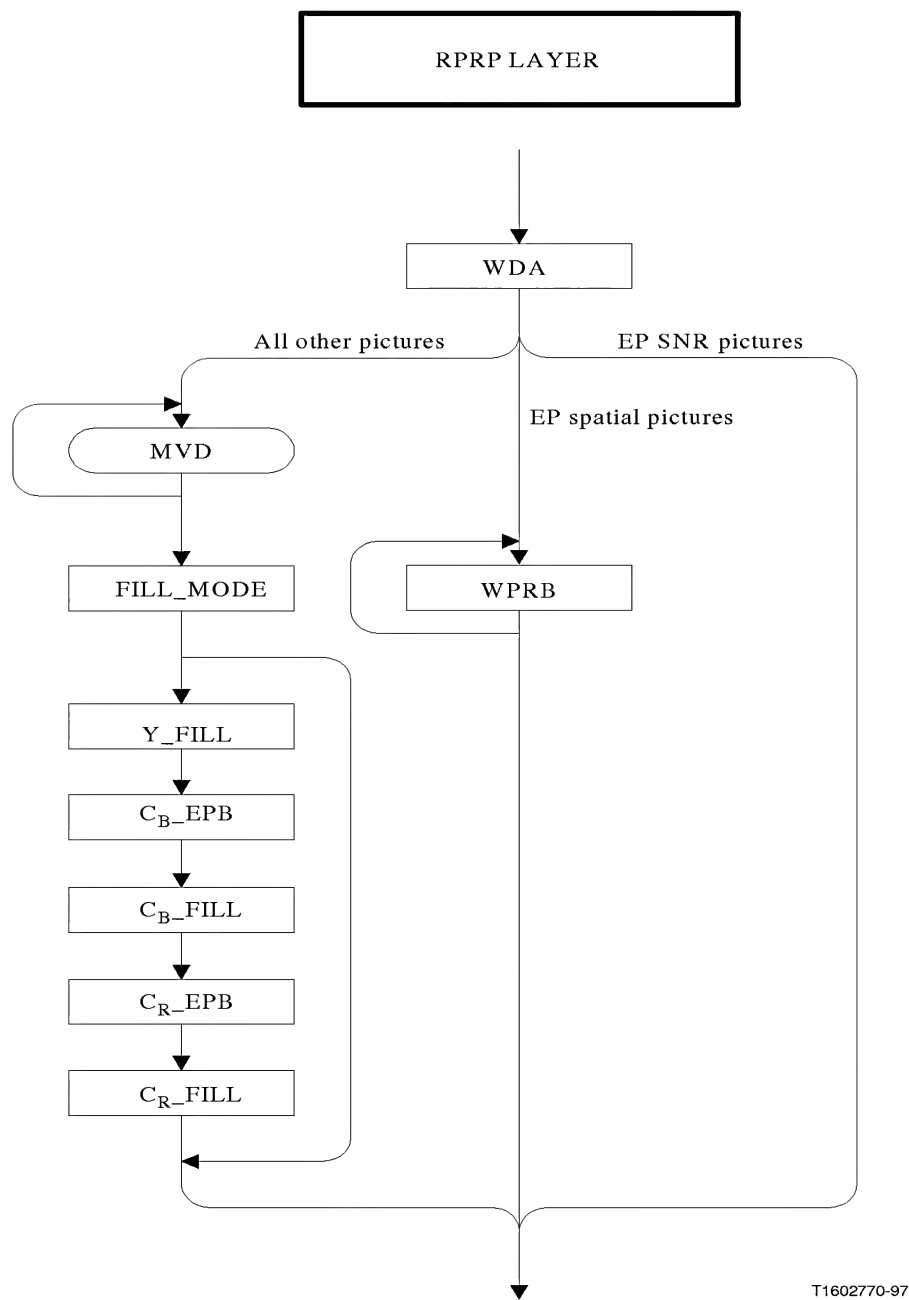 RPRP LAYER
WDA
All other pictures
EP SNR pictures
EP spatial pictures
MVD
FILL_MODE
WPRB
Y_FILL
CB_EPB
CB_FILL
CR_EPB
CR_FILL
T1602770-97